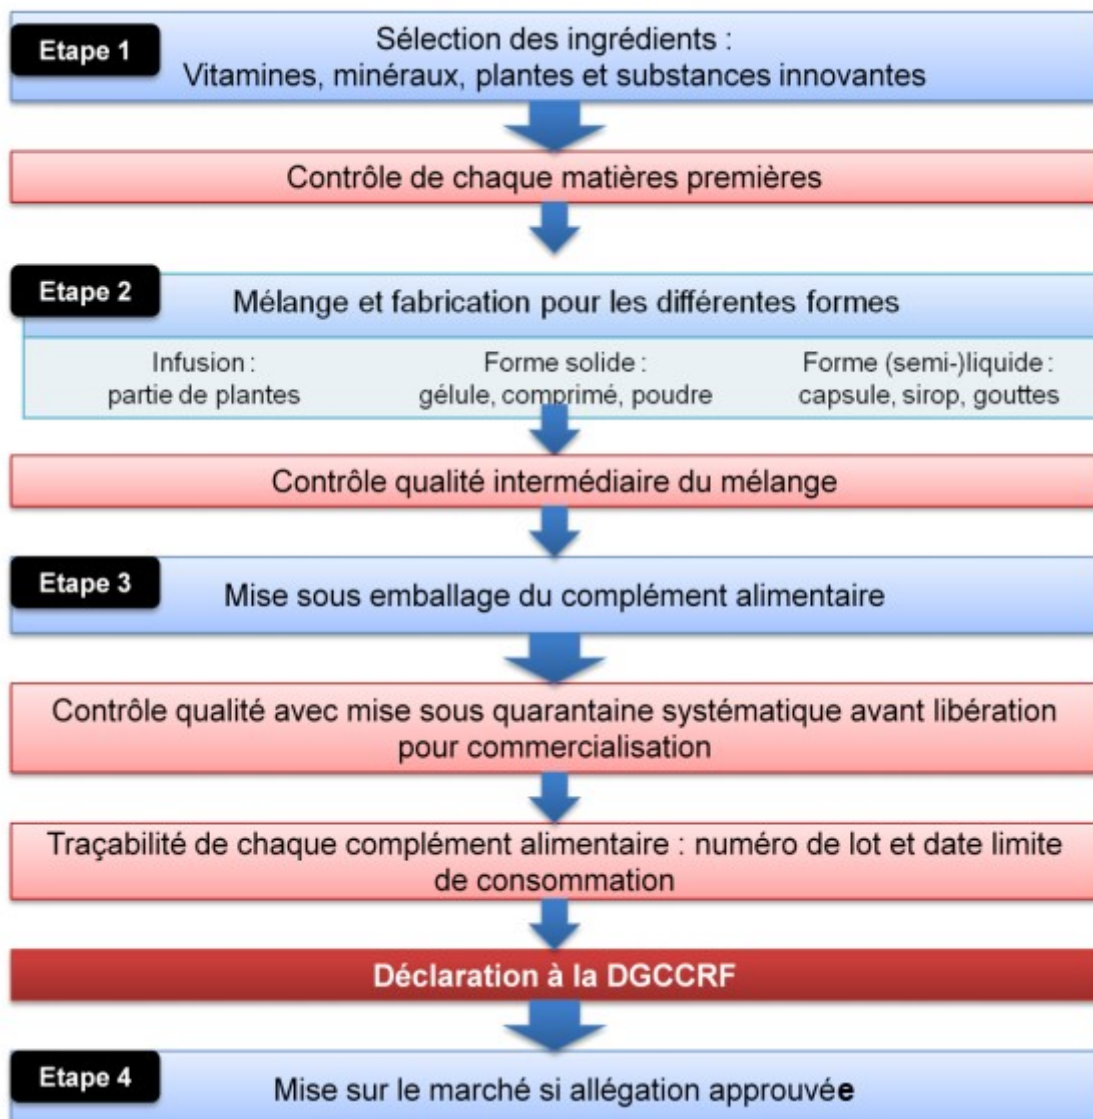 Etape 1
Sélection des ingrédients :
Vitamines, minéraux, plantes et substances innovantes
Contrôle de chaque matières premières
Etape 2
Mélange et fabrication pour les différentes formes
Infusion :
partie de plantes
Forme solide :
gélule, comprimé, poudre
Forme (semi-)liquide :
capsule, sirop, gouttes
Contrôle qualité intermédiaire du mélange
Etape 3
Mise sous emballage du complément alimentaire
Contrôle qualité avec mise sous quarantaine systématique avant libération
pour commercialisation
Traçabilité de chaque complément alimentaire : numéro de lot et date limite
de consommation
Déclaration à la DGCCRF
Etape 4
Mise sur le marché si allégation approuvée